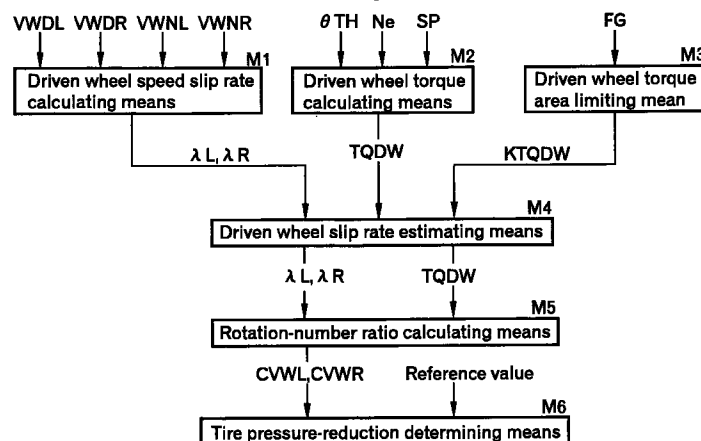 VWDL VWDR VWNL VWNR
θTH Ne SP
FG
M1
M2
M3
Driven wheel speed slip rate
calculating means
Driven wheel torque
calculating means
Driven wheel torque
area limiting mean
λL, λR
TQDW
KTQDW
M4
Driven wheel slip rate estimating means
λL, λR
TQDW
M5
Rotation-number ratio calculating means
CVWL,CVWR
Reference value
M6
Tire pressure-reduction determining means